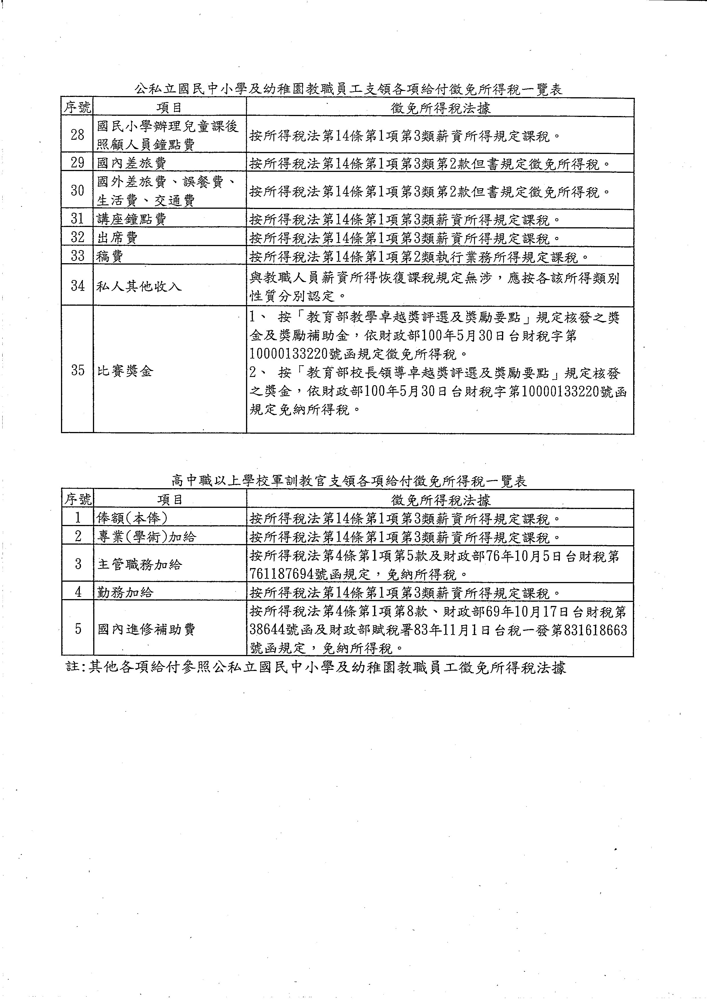 公私立國民中小學及幼稚園教職員工支領各項給付徵免所得稅一覽表
序號 項目 徵免所得稅法據
28 國民小學辦理兒童課後
照顧人員鐘點費 按所得稅法第14條第1項第3類薪資所得規定課稅。
29 國內差旅費 按所得稅法第14條第1項第3類第2款但書規定徵免所得稅。
30 國外差旅費、誤餐費、
生活費、交通費 按所得稅法第14條第1項第3類第2款但書規定徵免所得稅。
31 講座鐘點費 按所得稅法第14條第1項第3類薪資所得規定課稅。
32 出席費 按所得稅法第14條第1項第3類薪資所得規定課稅。
33 稿費 按所得稅法第14條第1項第2類執行業務所得規定課稅。
34 私人其他收入 與教職人員薪資所得恢復課稅規定無涉，應按各該所得類別
性質分別認定。
35 比賽獎金 1、 按「教育部教學卓越獎評選及獎勵要點」規定核發之獎
金及獎勵補助金，依財政部100年5月30日台財稅字第
10000133220號函規定徵免所得稅。
2、 按「教育部校長領導卓越獎評選及獎勵要點」規定核發
之獎金，依財政部100年5月30日台財稅字第10000133220號函
規定免納所得稅。
高中職以上學校軍訓教官支領各項給付徵免所得稅一覽表
序號 項目 徵免所得稅法據
1 俸額(本俸) 按所得稅法第14條第1項第3類薪資所得規定課稅。
2 專業(學術)加給 按所得稅法第14條第1項第3類薪資所得規定課稅。
3 主管職務加給 按所得稅法第4條第1項第5款及財政部76年10月5日台財稅第
761187694號函規定，免納所得稅。
4 勤務加給 按所得稅法第14條第1項第3類薪資所得規定課稅。
5 國內進修補助費 按所得稅法第4條第1項第8款、財政部69年10月17日台財稅第
38644號函及財政部賦稅署83年11月1日台稅一發第831618663
號函規定，免納所得稅。
註:其他各項給付參照公私立國民中小學及幼稚園教職員工徵免所得稅法據